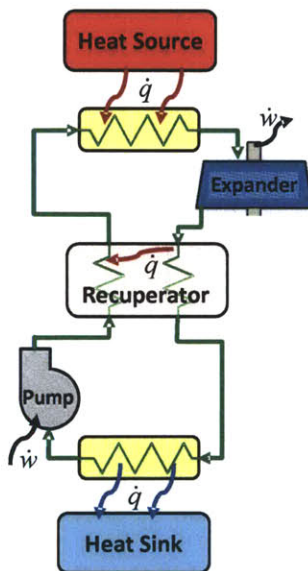 Heat Source
q̇
ẇ
Expander
q̇
Recuperator
Pump
ẇ
q̇
Heat Sink